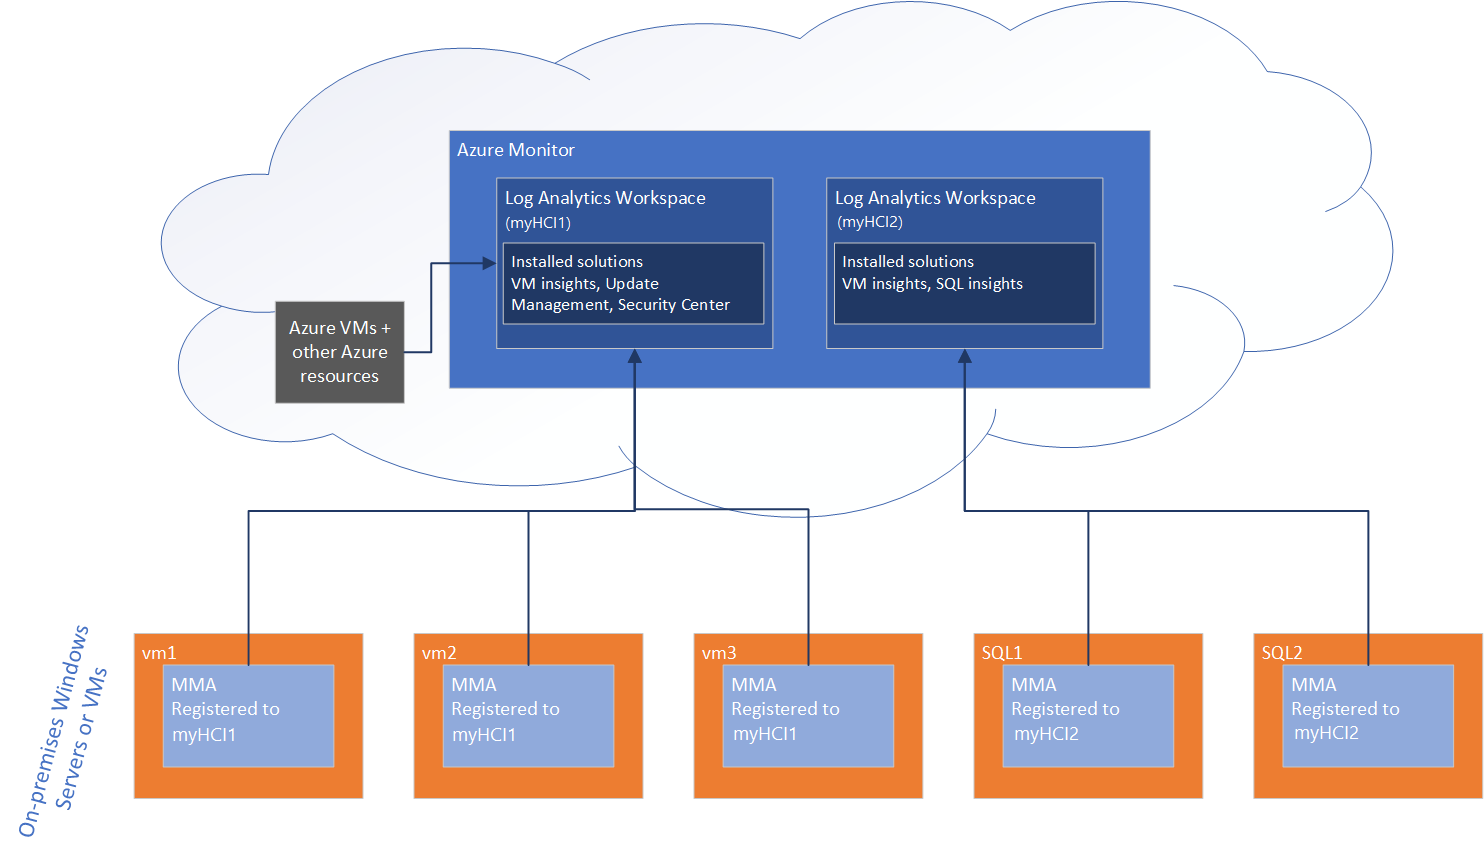 Azure Monitor
Log Analytics Workspace
(myHCI1)
Installed solutions
VM insights, Update
Management, Security Center
Log Analytics Workspace
(myHCI2)
Installed solutions
VM insights, SQL insights
Azure VMs +
other Azure
resources
On-premises Windows
Servers or VMs
vm1
MMA
Registered to
myHCI1
vm2
MMA
Registered to
myHCI1
vm3
MMA
Registered to
myHCI1
SQL1
MMA
Registered to
myHCI2
SQL2
MMA
Registered to
myHCI2